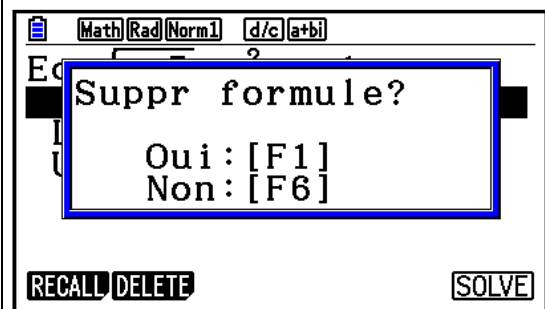 Math Rad Norm1 d/c a+bi
Suppr formule?
Oui:[F1]
Non:[F6]
RECALL DELETE SOLVE